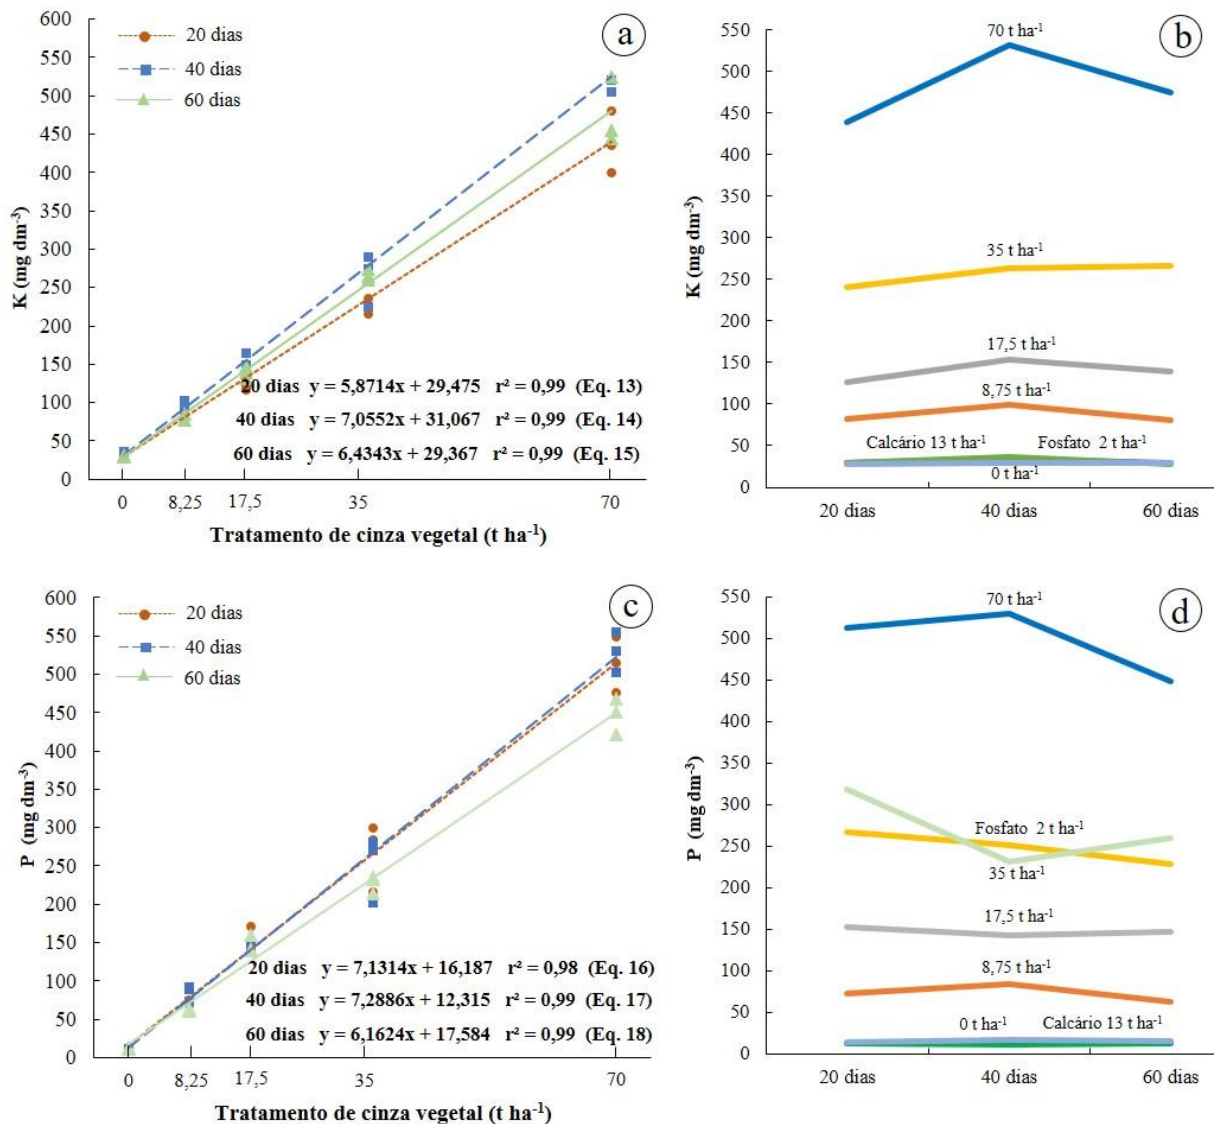 a
K (mg dm-3)
600
550
500
450
400
350
300
250
200
150
100
50
0
20 dias
40 dias
60 dias
20 dias y = 5,8714x + 29,475 r² = 0,99 (Eq. 13)
40 dias y = 7,0552x + 31,067 r² = 0,99 (Eq. 14)
60 dias y = 6,4343x + 29,367 r² = 0,99 (Eq. 15)
0 8,25 17,5 35 70
Tratamento de cinza vegetal (t ha-1)
b
K (mg dm-3)
550
500
450
400
350
300
250
200
150
100
50
0
70 t ha-1
35 t ha-1
17,5 t ha-1
8,75 t ha-1
Calcário 13 t ha-1 Fosfato 2 t ha-1
0 t ha-1
20 dias 40 dias 60 dias
c
P (mg dm-3)
600
550
500
450
400
350
300
250
200
150
100
50
0
20 dias
40 dias
60 dias
20 dias y = 7,1314x + 16,187 r² = 0,98 (Eq. 16)
40 dias y = 7,2886x + 12,315 r² = 0,99 (Eq. 17)
60 dias y = 6,1624x + 17,584 r² = 0,99 (Eq. 18)
0 8,25 17,5 35 70
Tratamento de cinza vegetal (t ha-1)
d
P (mg dm-3)
550
500
450
400
350
300
250
200
150
100
50
0
70 t ha-1
Fosfato 2 t ha-1
35 t ha-1
17,5 t ha-1
8,75 t ha-1
0 t ha-1 Calcário 13 t ha-1
20 dias 40 dias 60 dias